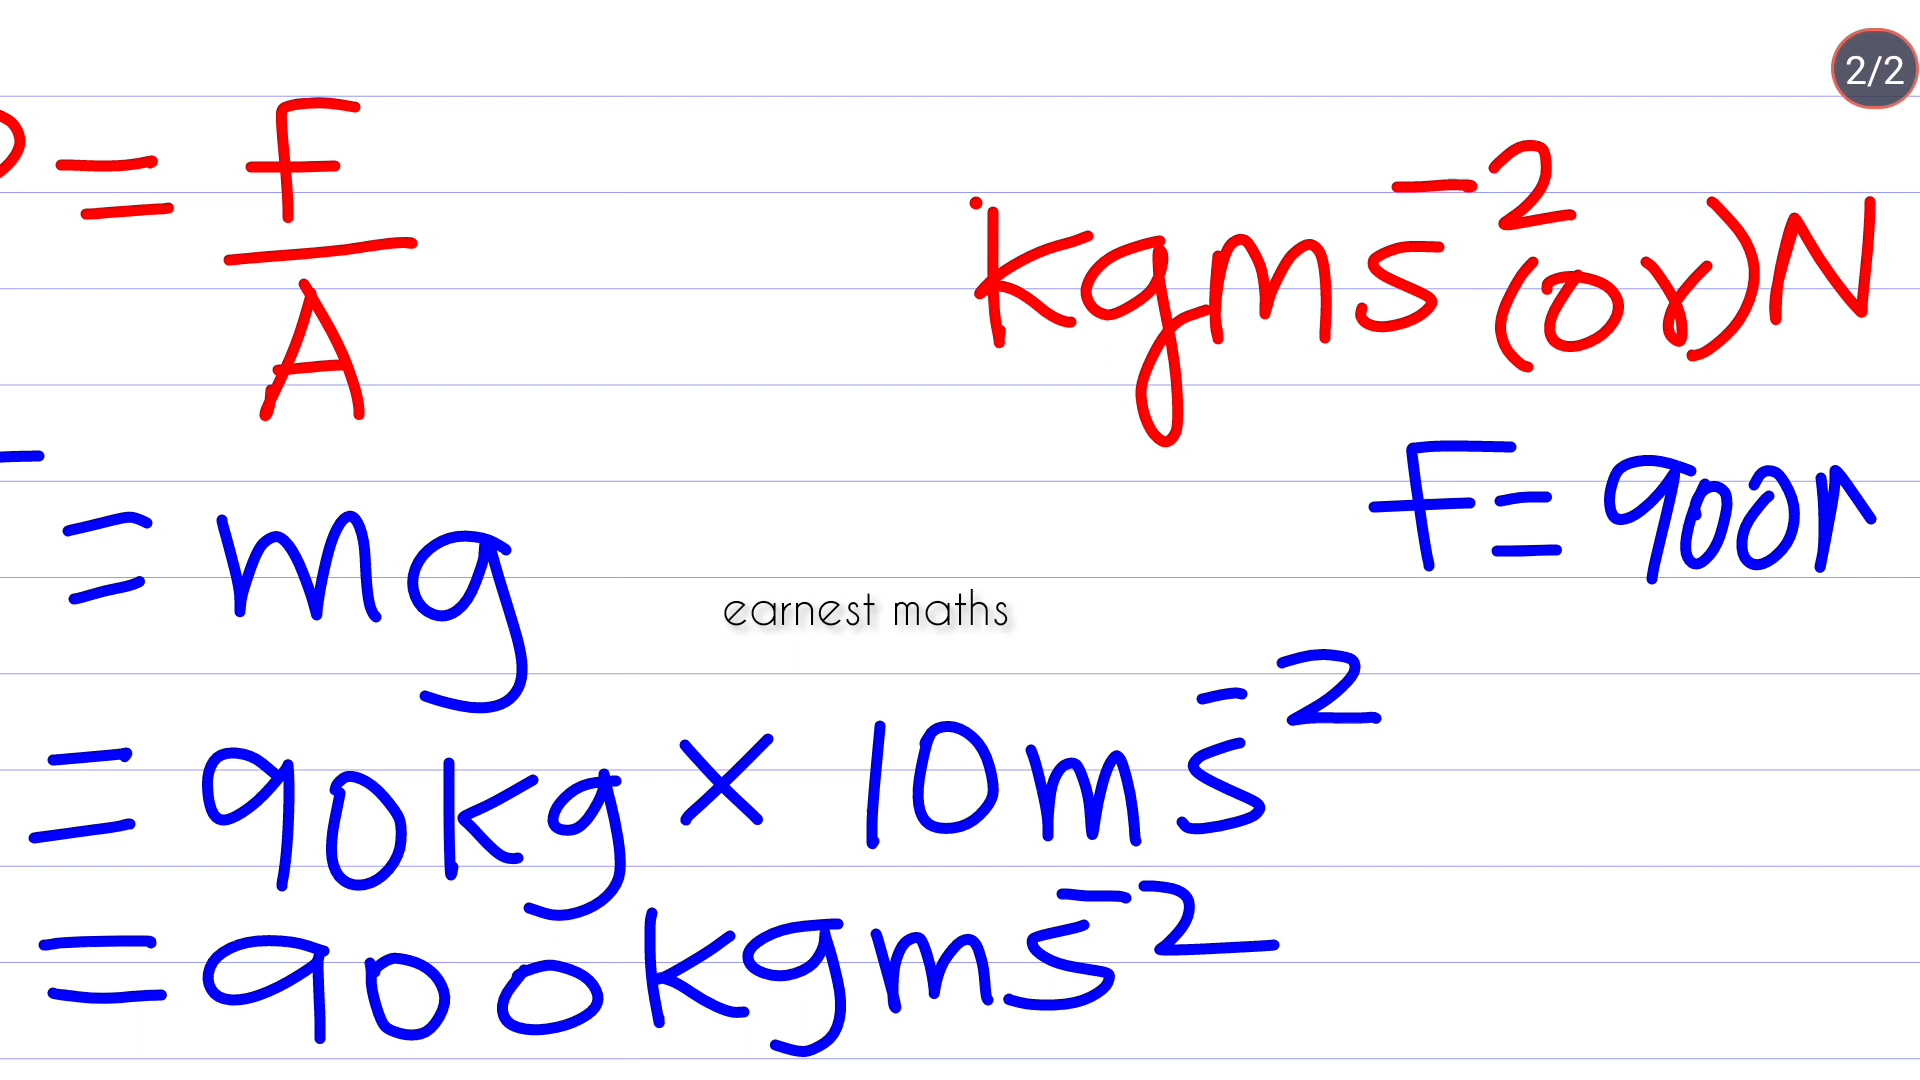 2/2
P = F/A
kgms⁻² (or) N
F = 900N
= mg
earnest maths
= 90kg × 10ms⁻²
= 900kgms⁻²